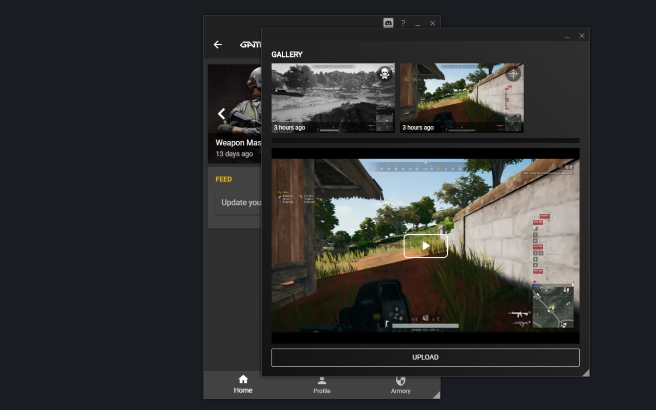 ?
GALLERY
3 hours ago
3 hours ago
Weapon Mas
13 days ago
FEED
Update you
UPLOAD
Home
Profile
Armory